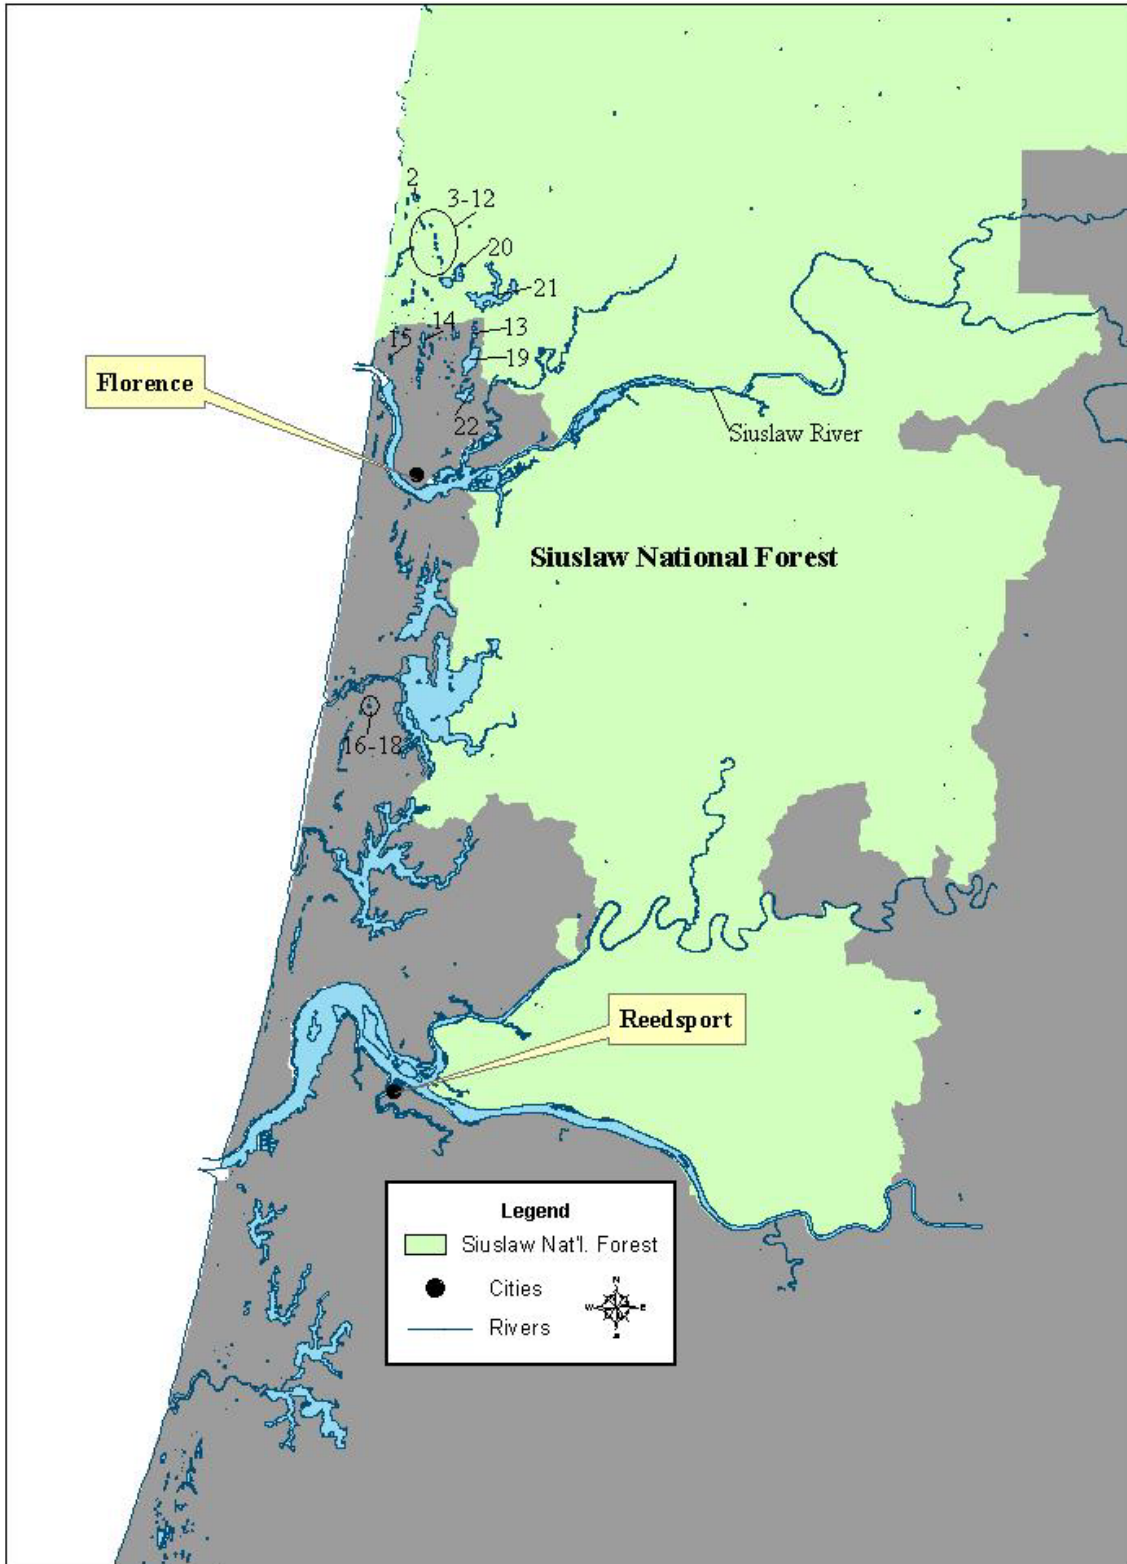 2
3-12
20
21
14
13
15
19
Florence
22
Siuslaw River
Siuslaw National Forest
16-18
Reedsport
Legend
Siuslaw Nat'l. Forest
Cities
Rivers
N
W
E
S